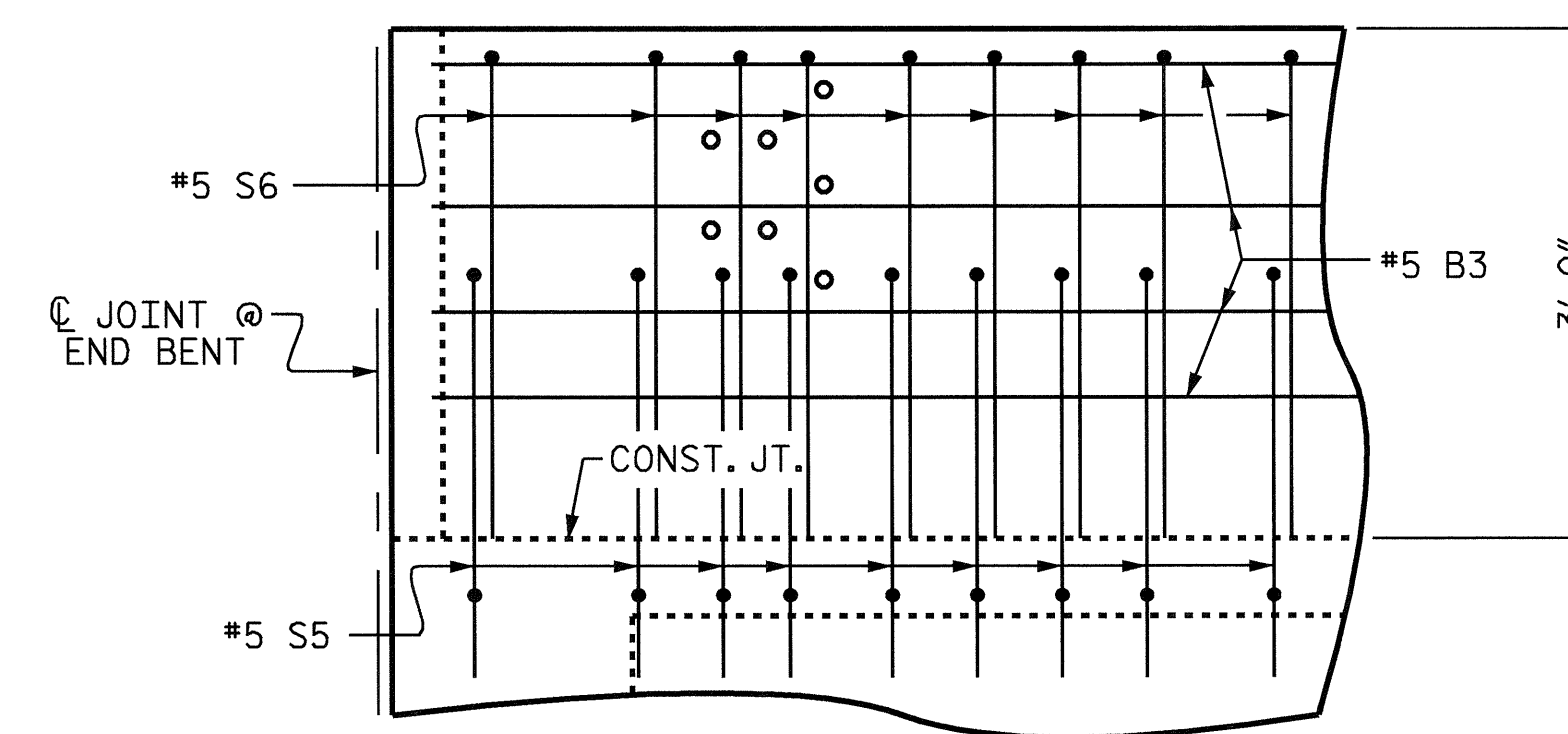 #5 S6
#5 B3
℄ JOINT @
END BENT
CONST. JT.
#5 S5